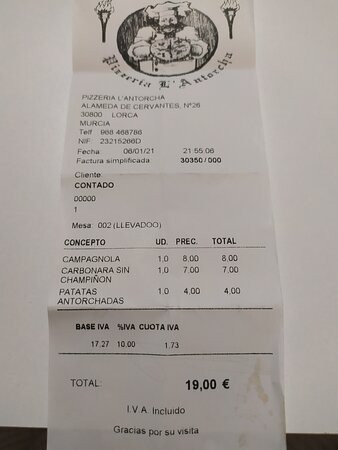 Pizzeria L'Antorcha
PIZZERIA L'ANTORCHA
ALAMEDA DE CERVANTES, Nº26
30800 LORCA
MURCIA
Telf 968 468786
NIF: 23215266D
Fecha: 06/01/21 21:55:06
Factura simplificada 30350 / 000
Cliente
CONTADO
00000
1
Mesa: 002 (LLEVADOO)
CONCEPTO UD. PREC. TOTAL
CAMPAGNOLA 1.0 8.00 8.00
CARBONARA SIN CHAMPIÑON 1.0 7.00 7.00
PATATAS ANTORCHADAS 1.0 4.00 4.00
BASE IVA %IVA CUOTA IVA
17.27 10.00 1.73
TOTAL: 19,00 €
I.V.A. Incluido
Gracias por su visita